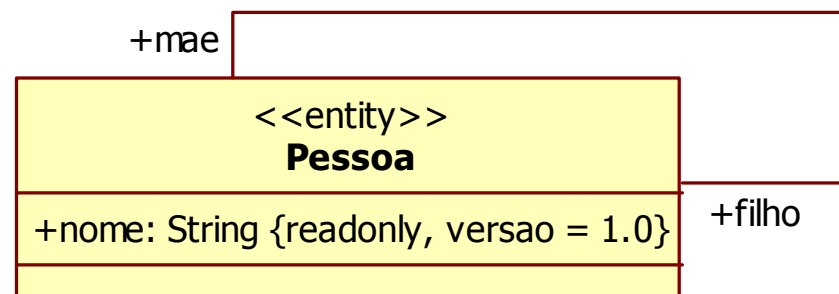 +mae
<<entity>>
Pessoa
+nome: String {readonly, versao = 1.0}
+filho